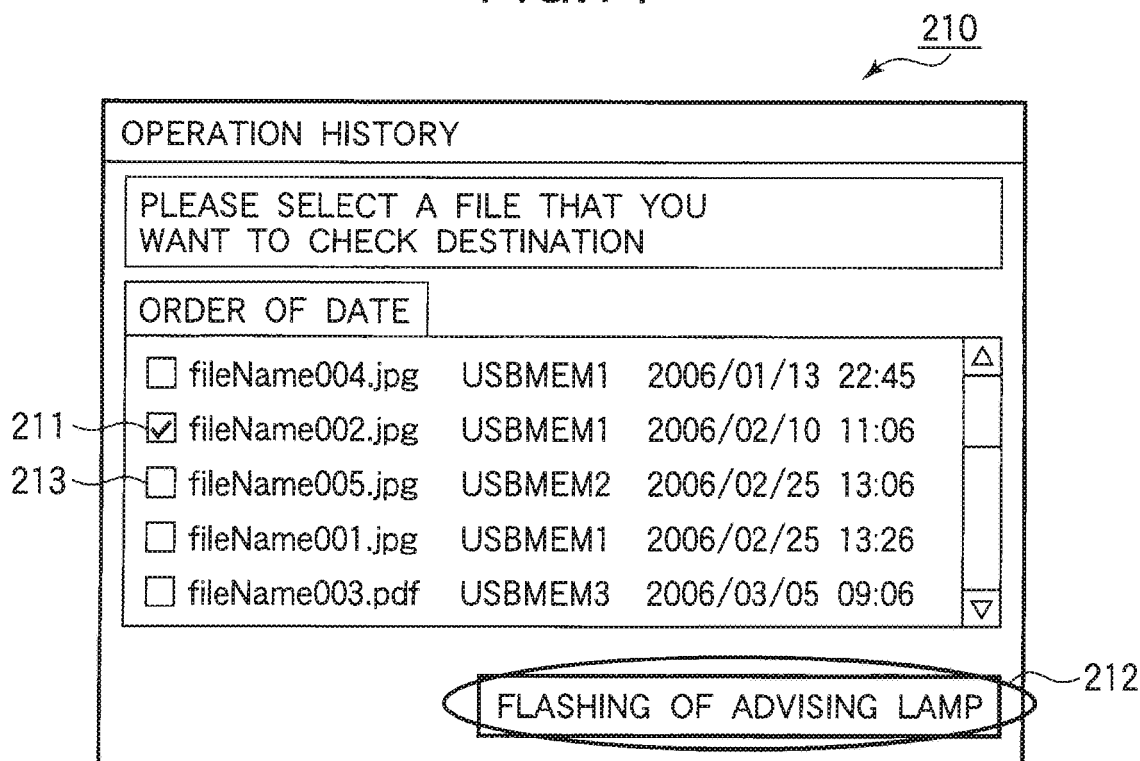 210
OPERATION HISTORY
PLEASE SELECT A FILE THAT YOU
WANT TO CHECK DESTINATION
ORDER OF DATE
fileName004.jpg USBMEM1 2006/01/13 22:45
211 fileName002.jpg USBMEM1 2006/02/10 11:06
213 fileName005.jpg USBMEM2 2006/02/25 13:06
fileName001.jpg USBMEM1 2006/02/25 13:26
fileName003.pdf USBMEM3 2006/03/05 09:06
212
FLASHING OF ADVISING LAMP